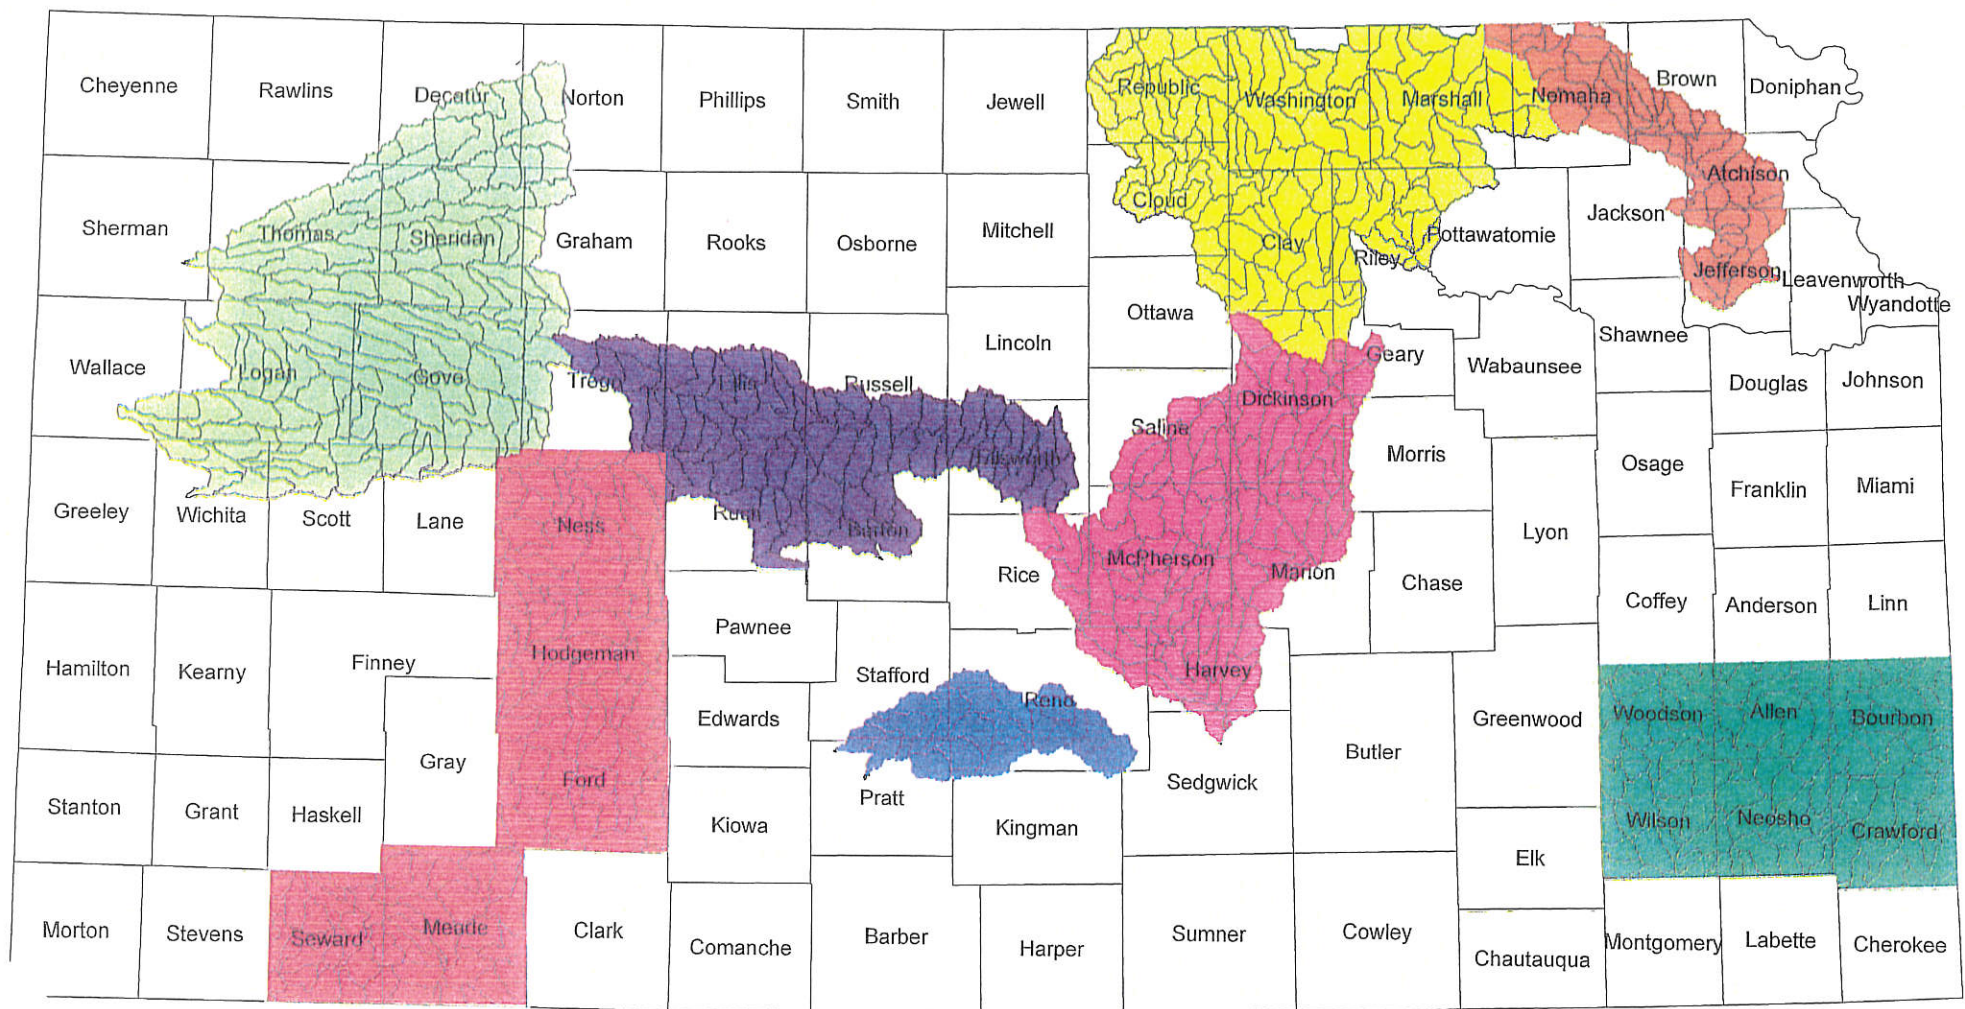 Cheyenne
Rawlins
Decatur
Norton
Phillips
Smith
Jewell
Republic
Washington
Marshall
Nemaha
Brown
Doniphan
Sherman
Thomas
Sheridan
Graham
Rooks
Osborne
Mitchell
Cloud
Clay
Riley
Pottawatomie
Jackson
Atchison
Jefferson
Leavenworth
Wyandotte
Wallace
Logan
Gove
Trego
Ellis
Russell
Lincoln
Ottawa
Saline
Dickinson
Geary
Wabaunsee
Shawnee
Douglas
Johnson
Greeley
Wichita
Scott
Lane
Ness
Rush
Barton
Ellsworth
Rice
McPherson
Marion
Morris
Chase
Lyon
Osage
Franklin
Miami
Hamilton
Kearny
Finney
Hodgeman
Pawnee
Stafford
Reno
Harvey
Coffey
Anderson
Linn
Stanton
Grant
Haskell
Gray
Ford
Edwards
Kiowa
Pratt
Kingman
Sedgwick
Butler
Greenwood
Woodson
Allen
Bourbon
Wilson
Neosho
Crawford
Elk
Morton
Stevens
Seward
Meade
Clark
Comanche
Barber
Harper
Sumner
Cowley
Chautauqua
Montgomery
Labette
Cherokee